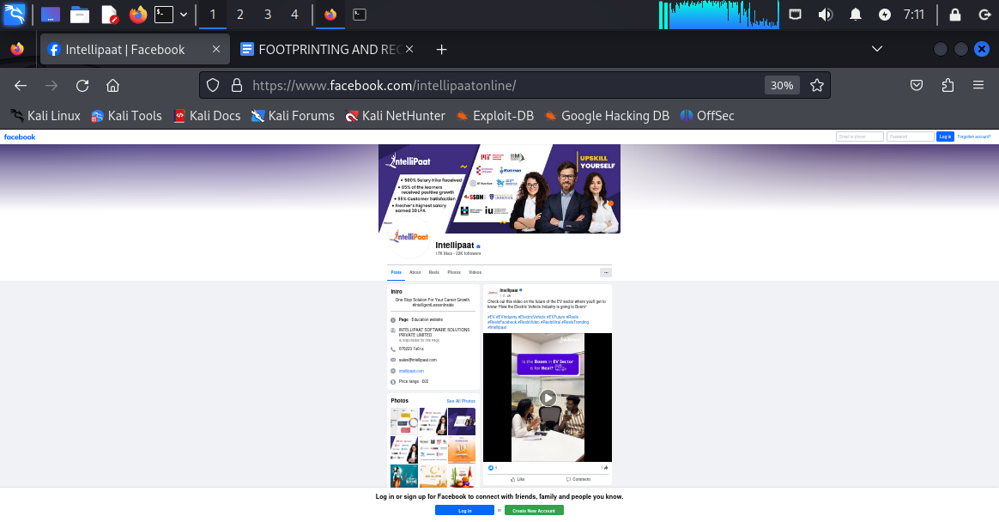 1 2 3 4 7:11
Intellipaat | Facebook
FOOTPRINTING AND REC
https://www.facebook.com/intellipaatonline/
30%
Kali Linux Kali Tools Kali Docs Kali Forums Kali NetHunter Exploit-DB Google Hacking DB OffSec
facebook
Email or phone Password Log in Forgotten account?
IntelliPaat
UPSKILL
YOURSELF
• 500% Salary Hike Received
• 85% of the learners
received positive growth
• 95% Customer Satisfaction
• Fresher's highest salary
iu
IntelliPaat
Intellipaat
17K likes • 22K followers
Posts About Reels Photos Videos
Intro
One-Stop Solution For Your Career Growth.
#IntelligentLessonInside
Page · Education website
INTELLIPAAT SOFTWARE SOLUTIONS
PRIVATE LIMITED
is responsible for this Page
sales@intellipaat.com
intellipaat.com
Price range · £££
Photos See All Photos
Intellipaat
Check out this video on the future of the EV sector where you'll get to
know "How the Electric Vehicle Industry is going to Boom"
#EV #EVIndustry #ElectricVehicle #EVFuture #Reels
#ReelsFacebook #ReelsVideo #ReelsViral #ReelsTrending
#Intellipaat
Is the Boom in EV Sector
is for Real?
Like Comment
Log in or sign up for Facebook to connect with friends, family and people you know.
Log in or Create New Account